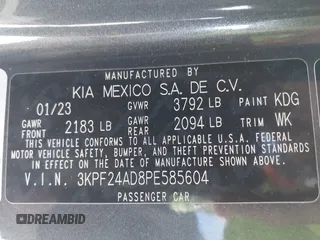 MANUFACTURED BY
KIA MEXICO S.A. DE C.V.
01/23 GVWR 3792 LB PAINT KDG
GAWR FRONT 2183 LB GAWR REAR 2094 LB TRIM WK
THIS VEHICLE CONFORMS TO ALL APPLICABLE U.S. FEDERAL
MOTOR VEHICLE SAFETY, BUMPER, AND THEFT PREVENTION
STANDARDS IN EFFECT ON THE DATE OF MANUFACTURE SHOWN ABOVE.
V.I.N. 3KPF24AD8PE585604
PASSENGER CAR
DREAMBID